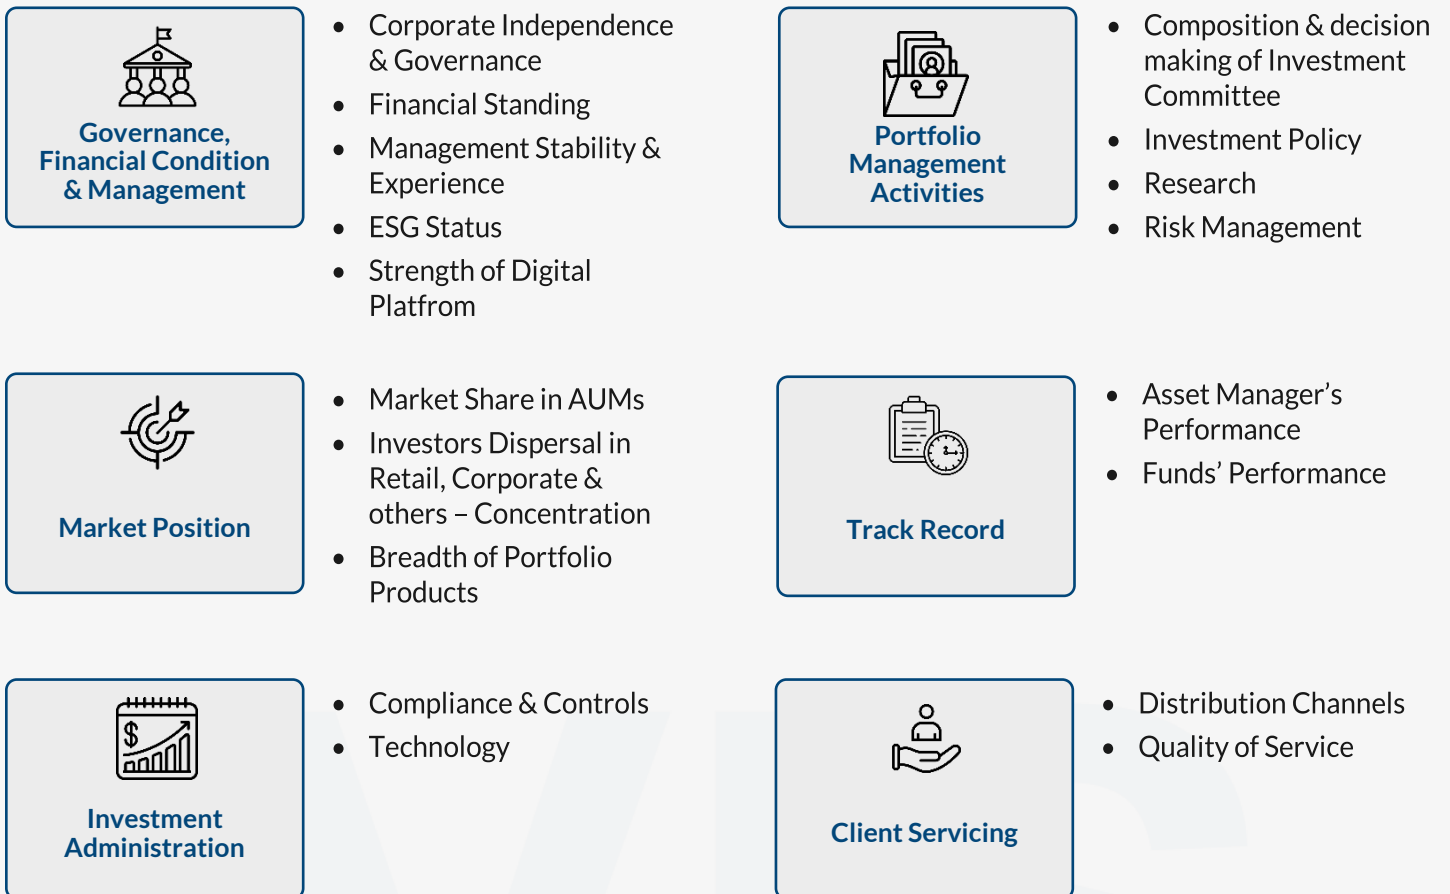 Governance,
Financial Condition
& Management
• Corporate Independence
& Governance
• Financial Standing
• Management Stability &
Experience
• ESG Status
• Strength of Digital
Platfrom
Portfolio
Management
Activities
• Composition & decision
making of Investment
Committee
• Investment Policy
• Research
• Risk Management
Market Position
• Market Share in AUMs
• Investors Dispersal in
Retail, Corporate &
others – Concentration
• Breadth of Portfolio
Products
$
Track Record
• Asset Manager’s
Performance
• Funds’ Performance
Investment
Administration
• Compliance & Controls
• Technology
Client Servicing
• Distribution Channels
• Quality of Service